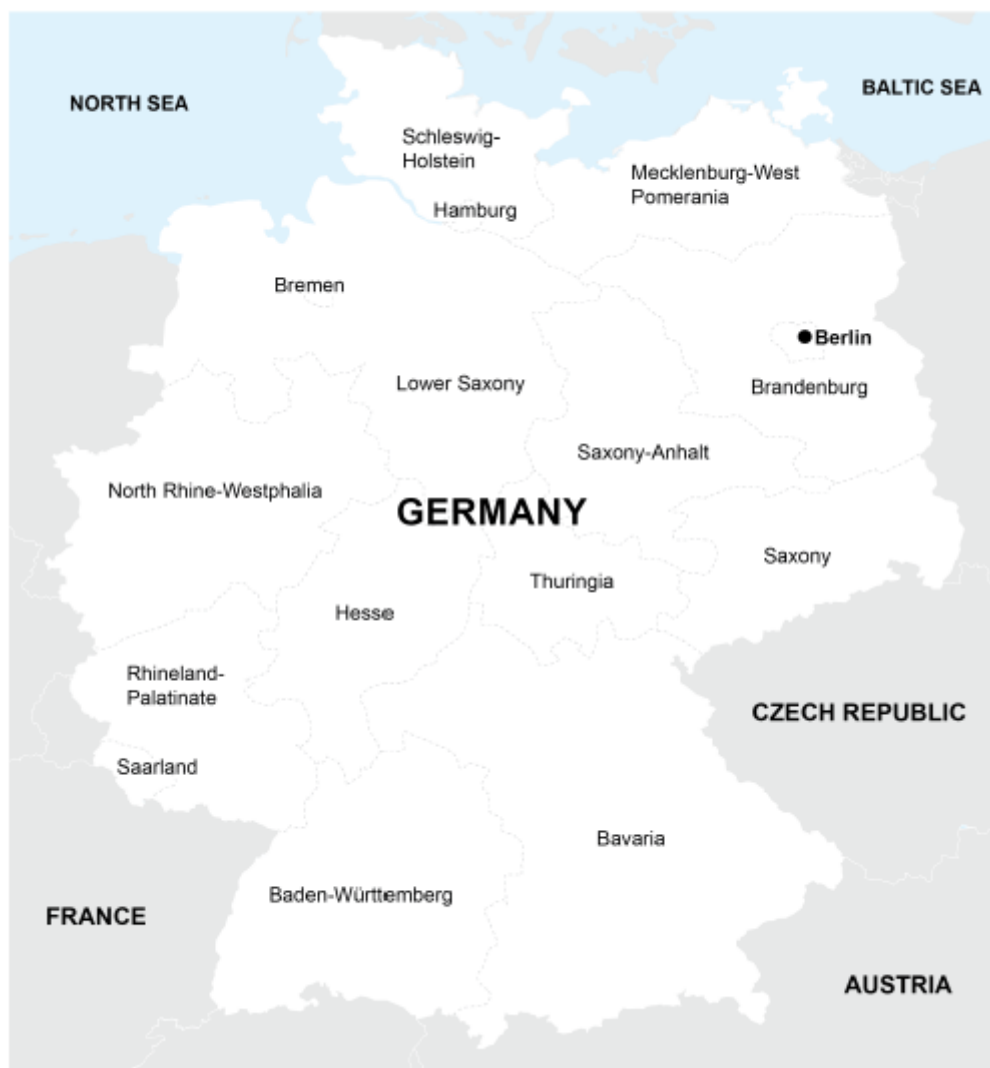 NORTH SEA
BALTIC SEA
Schleswig-
Holstein
Mecklenburg-West
Pomerania
Hamburg
Bremen
Berlin
Lower Saxony
Brandenburg
Saxony-Anhalt
North Rhine-Westphalia
GERMANY
Saxony
Thuringia
Hesse
Rhineland-
Palatinate
CZECH REPUBLIC
Saarland
Bavaria
Baden-Württemberg
FRANCE
AUSTRIA